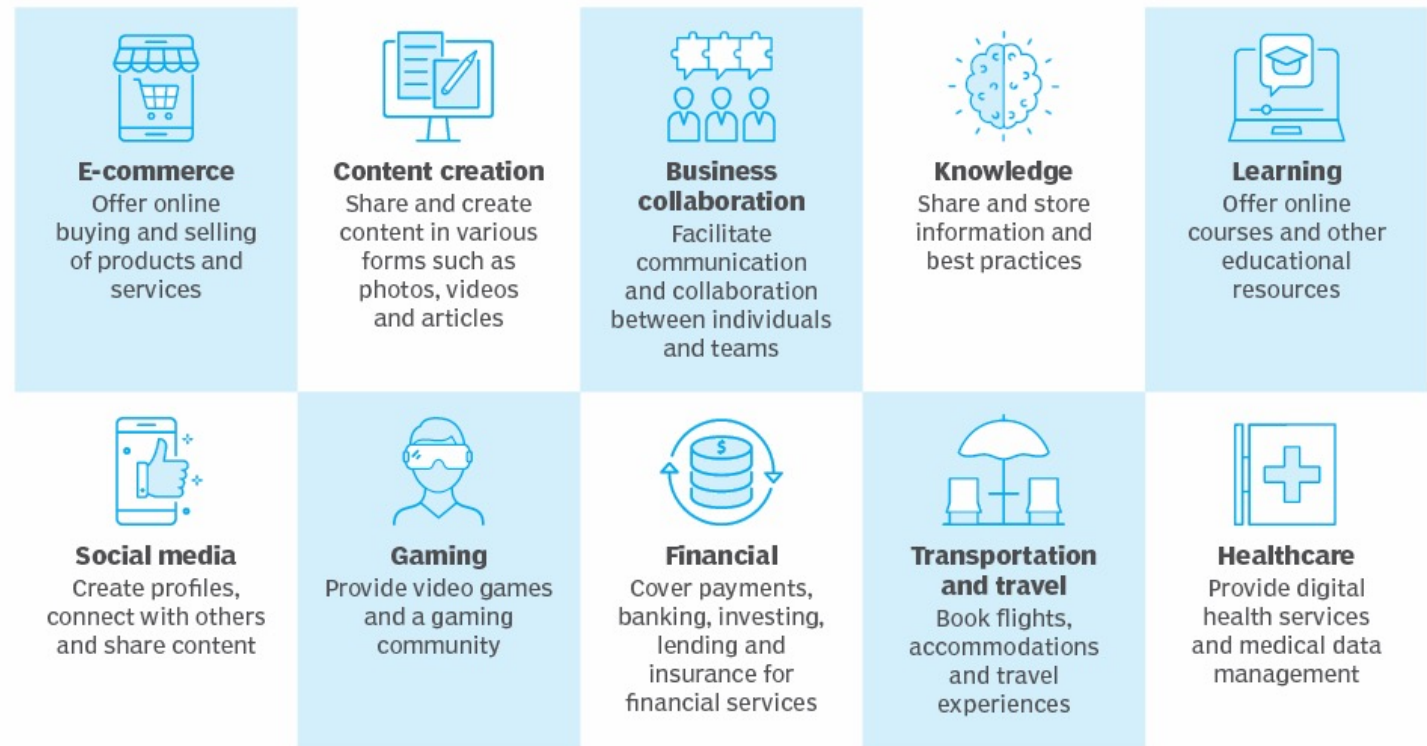 E-commerce
Offer online
buying and selling
of products and
services
Content creation
Share and create
content in various
forms such as
photos, videos
and articles
Business
collaboration
Facilitate
communication
and collaboration
between individuals
and teams
Knowledge
Share and store
information and
best practices
Learning
Offer online
courses and other
educational
resources
Social media
Create profiles,
connect with others
and share content
Gaming
Provide video games
and a gaming
community
$
Financial
Cover payments,
banking, investing,
lending and
insurance for
financial services
Transportation
and travel
Book flights,
accommodations
and travel
experiences
Healthcare
Provide digital
health services
and medical data
management